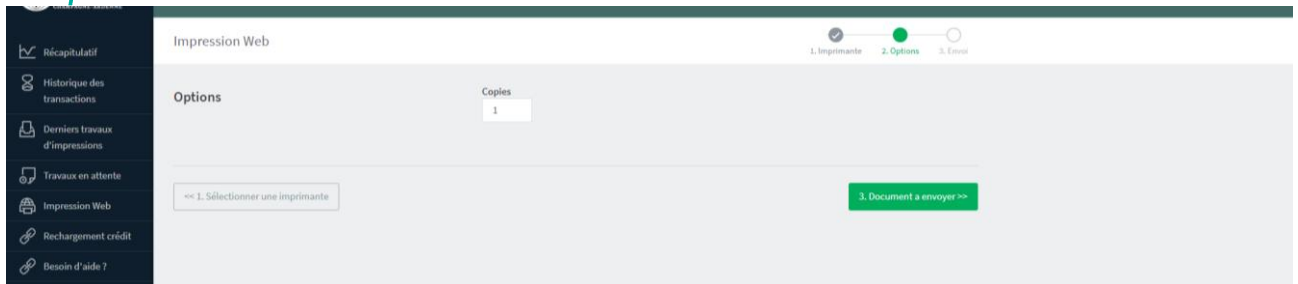 Récapitulatif
Historique des
transactions
Derniers travaux
d'impressions
Travaux en attente
Impression Web
Rechargement crédit
Besoin d'aide ?
Impression Web
1. Imprimante
2. Options
3. Envoi
Options
Copies
1
<< 1. Sélectionner une imprimante
3. Document a envoyer >>